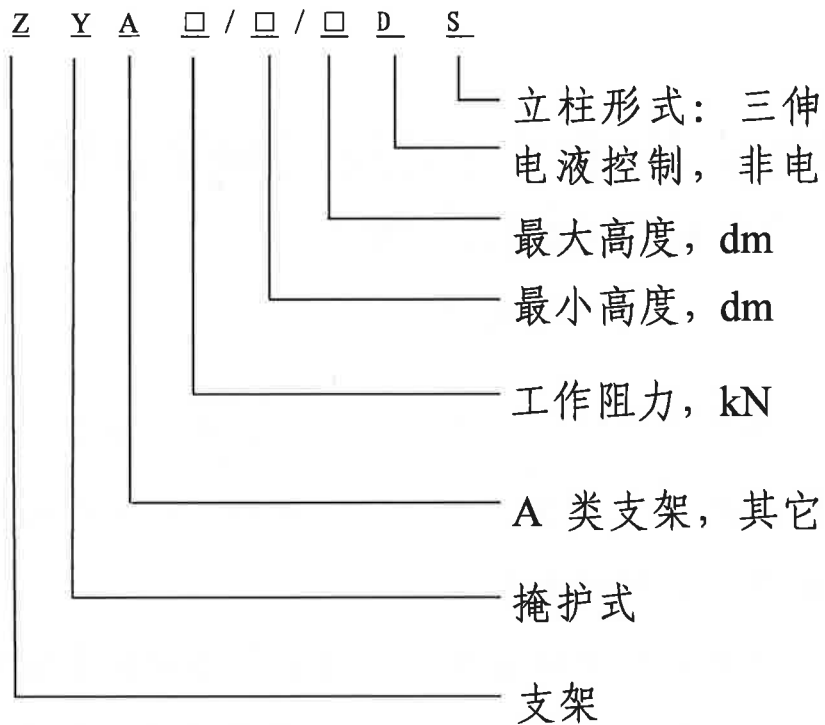 Z Y A □/□/□ D S
立柱形式：三伸
电液控制，非电
最大高度，dm
最小高度，dm
工作阻力，kN
A 类支架，其它
掩护式
支架